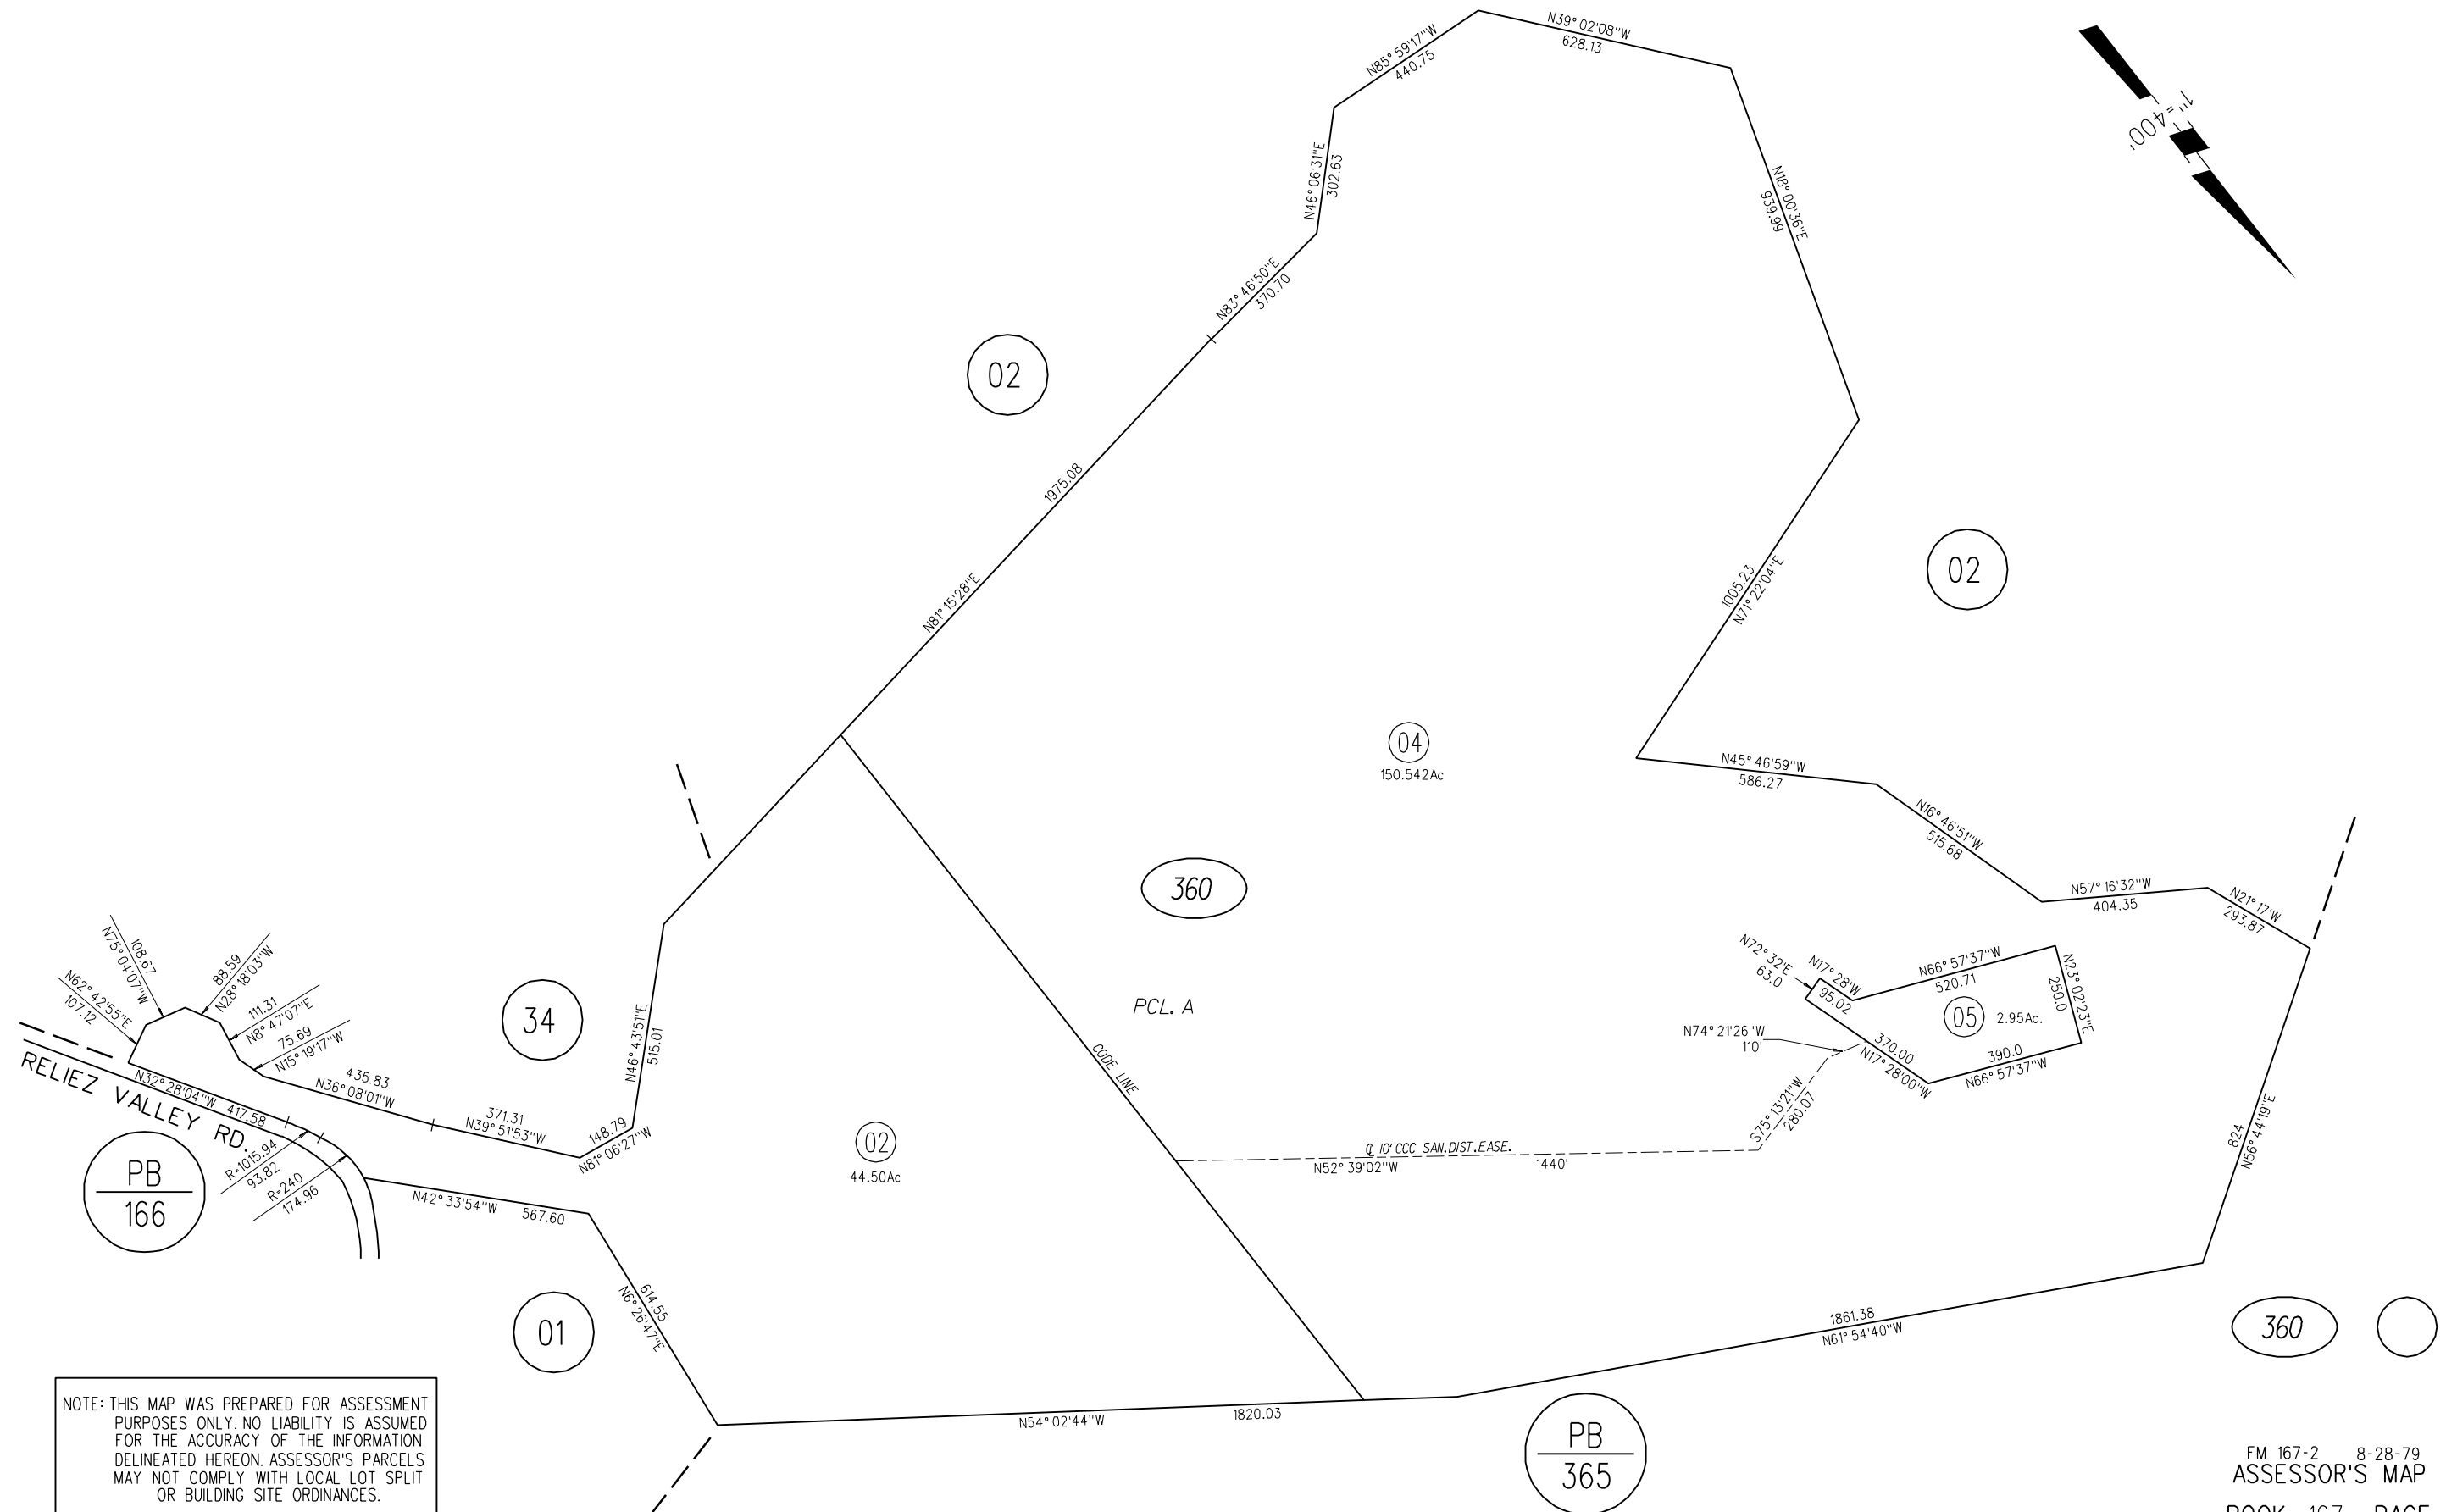 N39°02'08"W
628.13
N85°59'17"W
440.75
1"=400'
N46°06'31"E
302.63
N18°00'36"E
939.99
N83°46'50"E
370.70
02
1975.08
N81°15'28"E
02
1005.23
N71°22'04"E
04
150.542Ac
N45°46'59"W
586.27
N16°46'51"W
515.68
360
N57°16'32"W
404.35
N21°17'W
293.87
108.67
N75°04'07"W
88.59
N28°18'03"W
N62°42'55"E
107.12
111.31
N8°47'07"E
75.69
N15°19'17"W
34
N46°43'51"E
515.01
PCL. A
N72°32'E
63.0
N17°28'W
95.02
N66°57'37"W
520.71
N23°02'23"E
250.0
05
2.95Ac.
N74°21'26"W
110'
370.00
N17°28'00"W
390.0
N66°57'37"W
RELIEZ VALLEY RD.
N32°28'04"W 417.58
435.83
N36°08'01"W
371.31
N39°51'53"W
148.79
N81°06'27"W
CODE LINE
S75°13'21"W
280.07
824
N56°44'19"E
PB
166
R=1015.94
93.82
R=240
174.96
N42°33'54"W 567.60
02
44.50Ac
℄ 10' CCC SAN.DIST.EASE.
N52°39'02"W 1440'
614.55
N6°26'47"E
01
1861.38
N61°54'40"W
360
N54°02'44"W 1820.03
PB
365
NOTE: THIS MAP WAS PREPARED FOR ASSESSMENT
PURPOSES ONLY. NO LIABILITY IS ASSUMED
FOR THE ACCURACY OF THE INFORMATION
DELINEATED HEREON. ASSESSOR'S PARCELS
MAY NOT COMPLY WITH LOCAL LOT SPLIT
OR BUILDING SITE ORDINANCES.
FM 167-2 8-28-79
ASSESSOR'S MAP
BOOK 167 PAGE